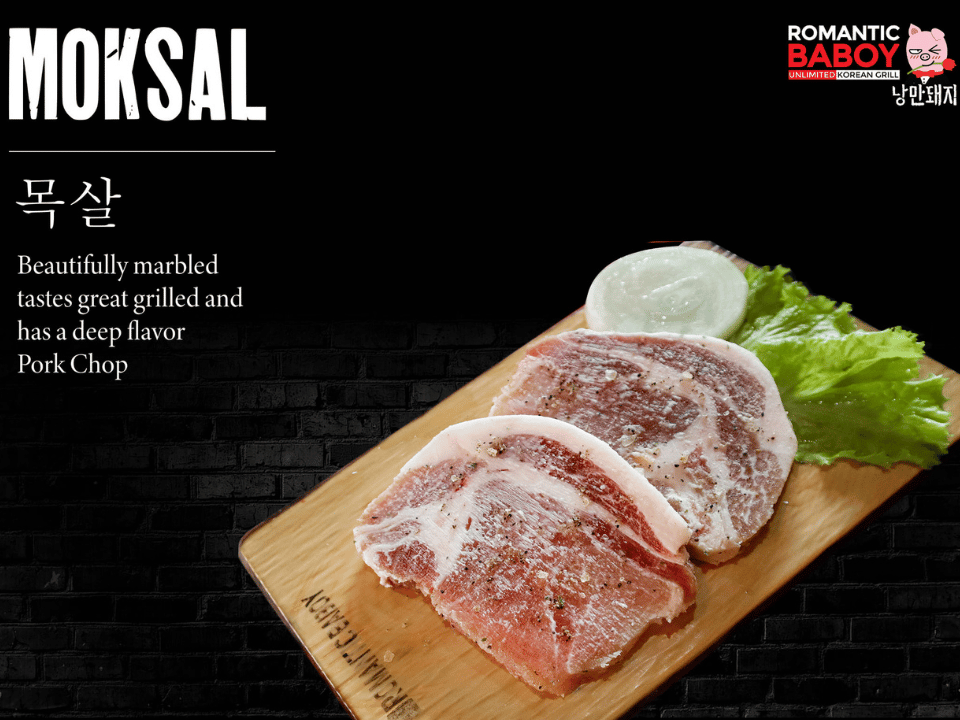 MOKSAL
ROMANTIC
BABOY
UNLIMITED KOREAN GRILL
낭만돼지
목살
Beautifully marbled
tastes great grilled and
has a deep flavor
Pork Chop